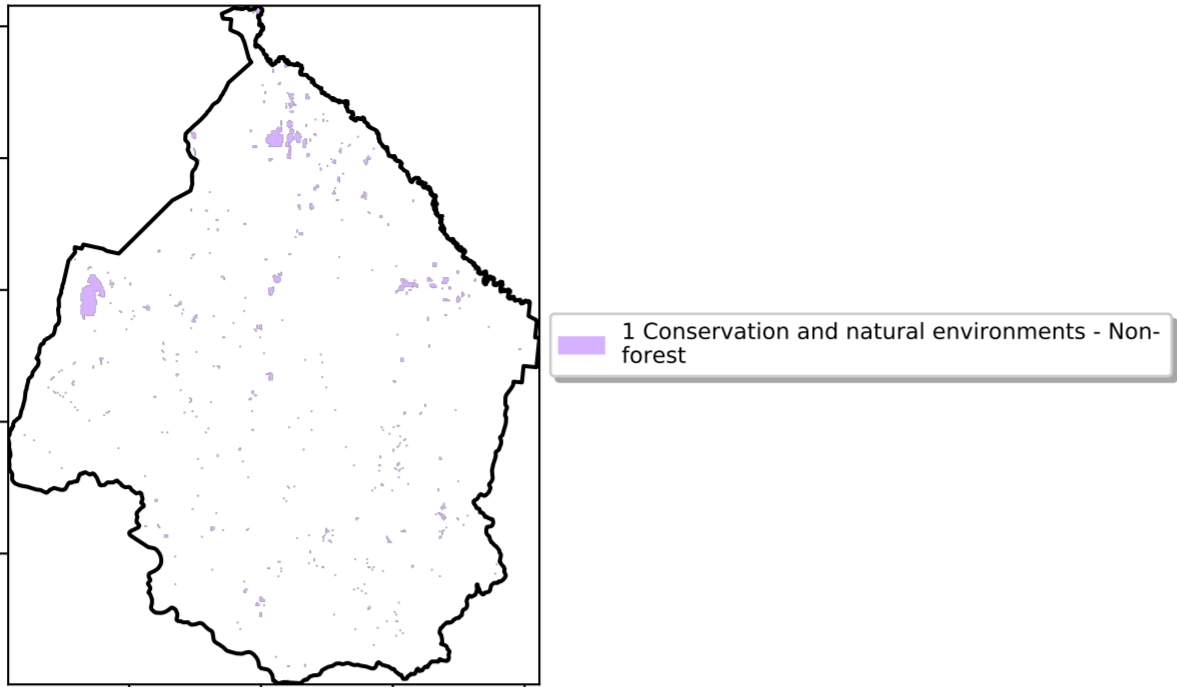 1 Conservation and natural environments - Non-
forest